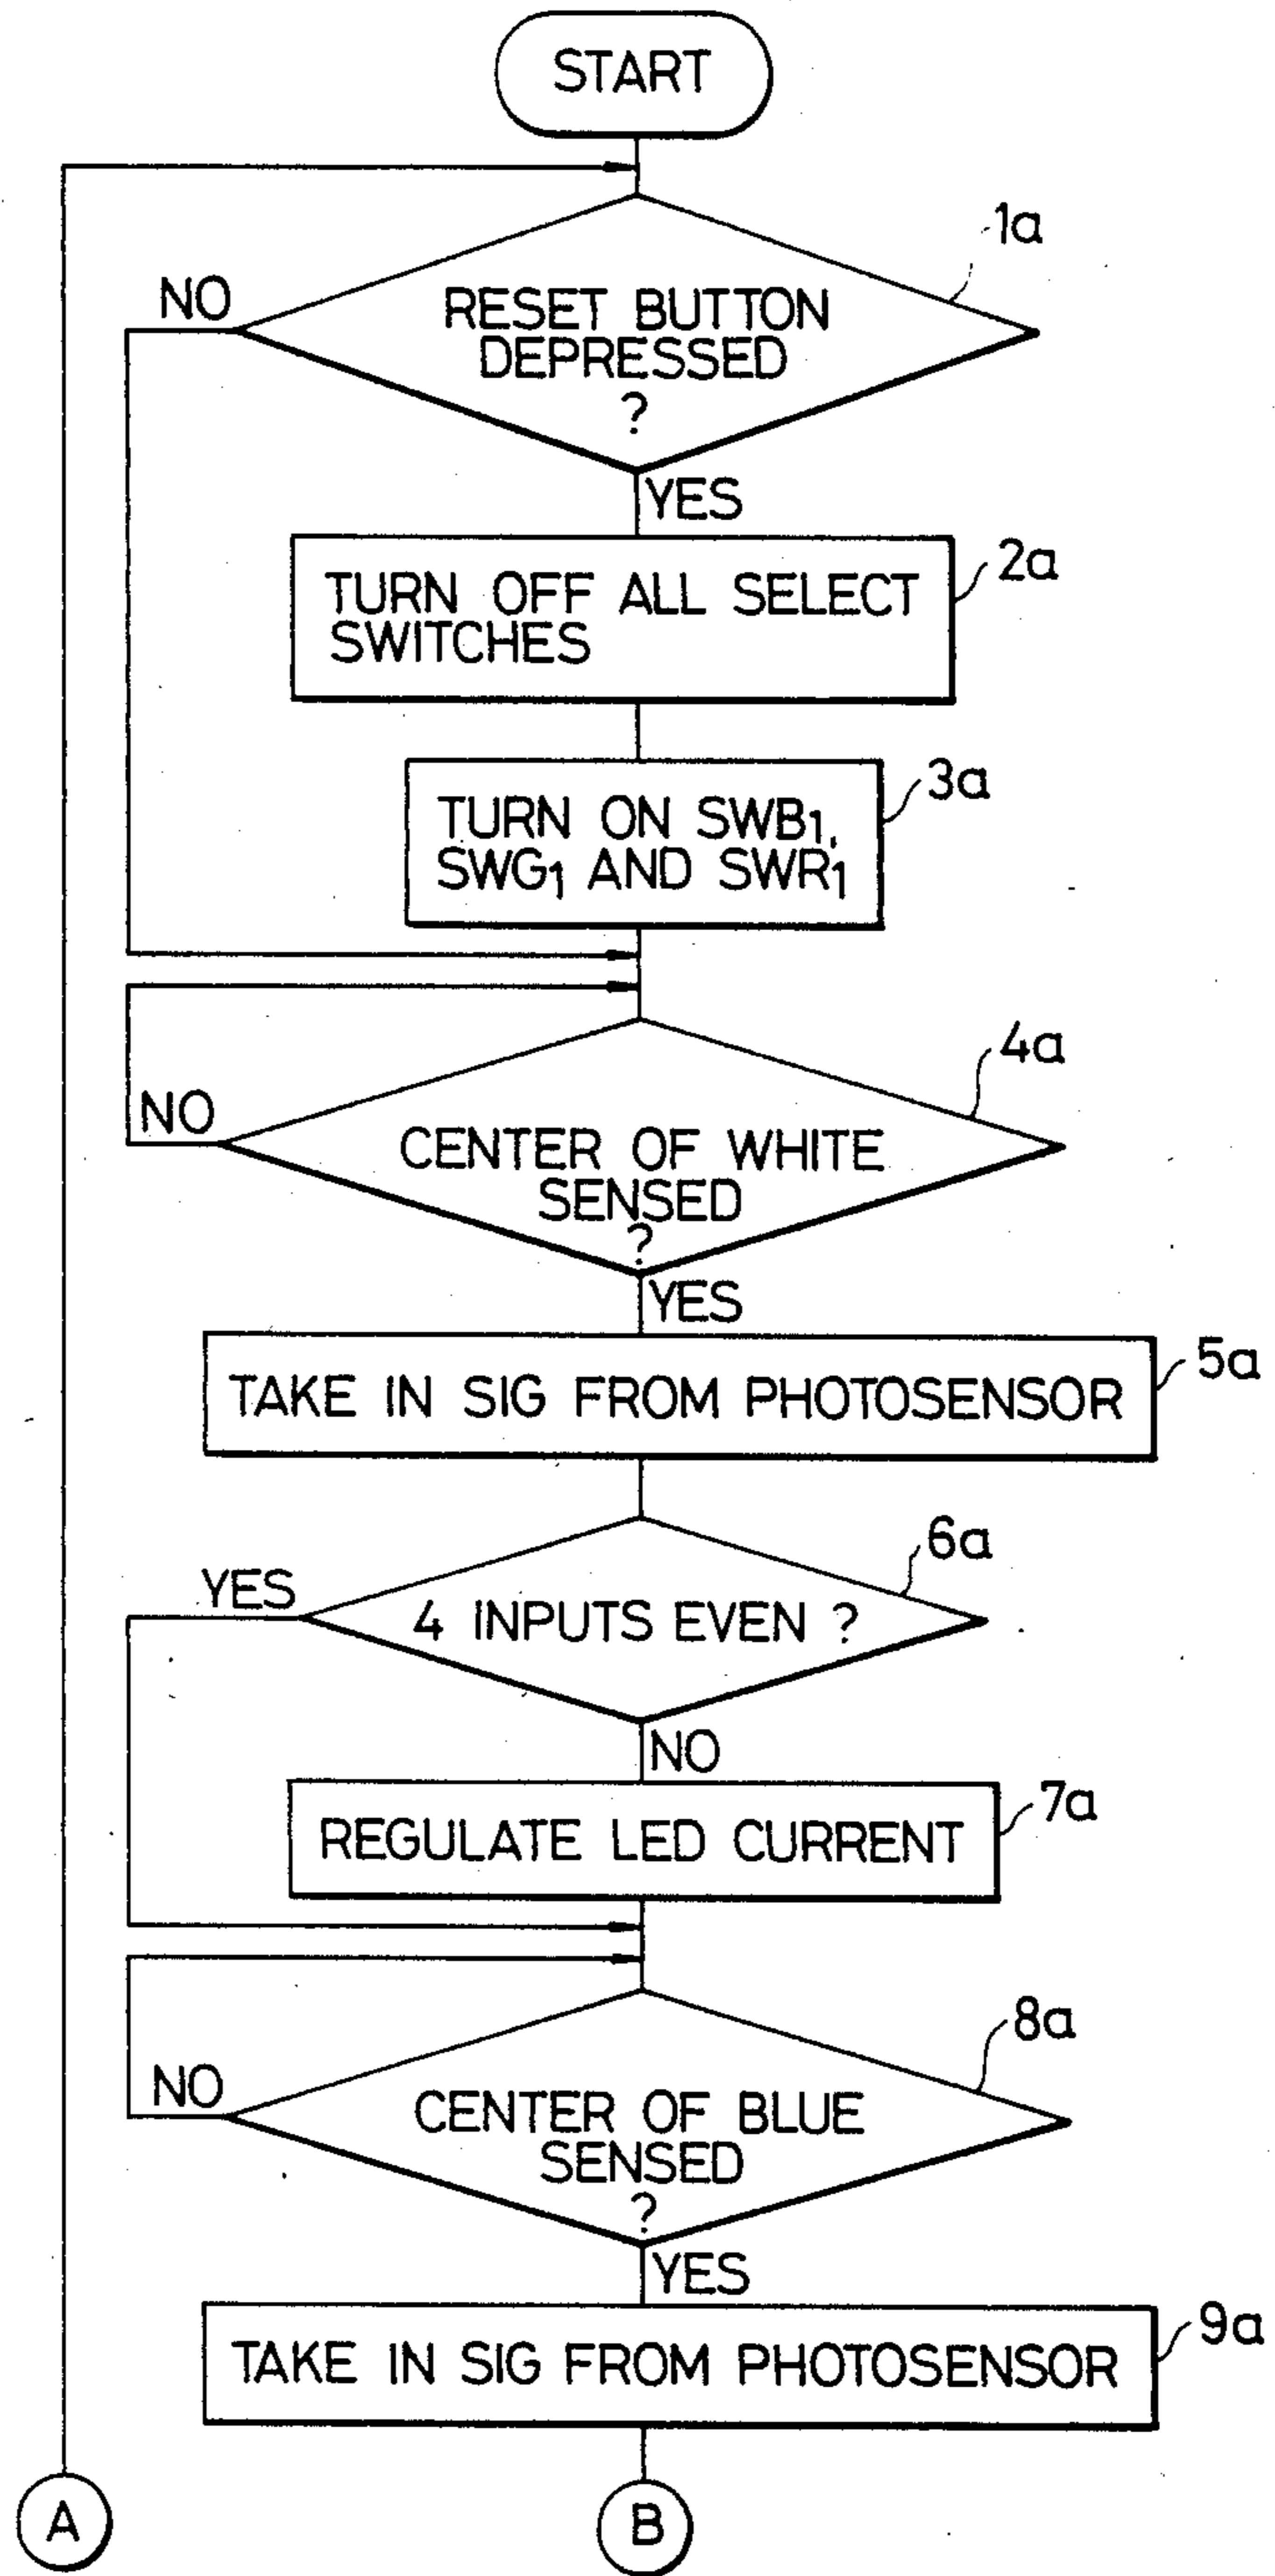 START
1a
NO
RESET BUTTON
DEPRESSED
?
YES
2a
TURN OFF ALL SELECT
SWITCHES
3a
TURN ON SWB1,
SWG1 AND SWR1
4a
NO
CENTER OF WHITE
SENSED
?
YES
5a
TAKE IN SIG FROM PHOTOSENSOR
6a
YES
4 INPUTS EVEN ?
NO
7a
REGULATE LED CURRENT
8a
NO
CENTER OF BLUE
SENSED
?
YES
9a
TAKE IN SIG FROM PHOTOSENSOR
A
B